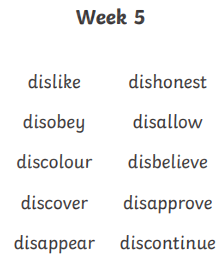 Week 5
dislike dishonest
disobey disallow
discolour disbelieve
discover disapprove
disappear discontinue